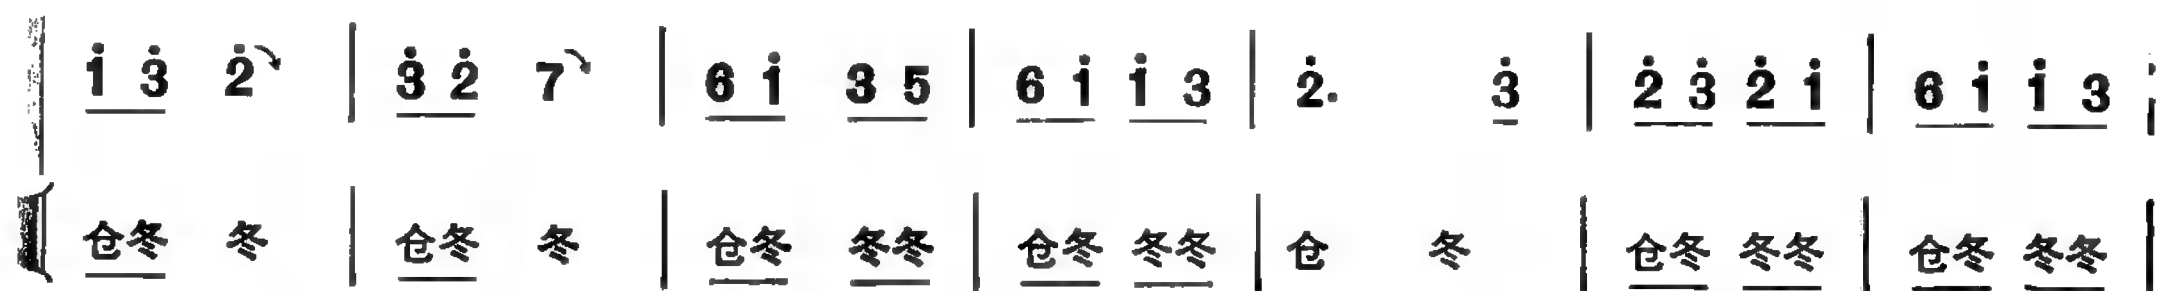 1̇ 3̇ 2̇ | 3̇ 2̇ 7 | 6 1̇ 3 5 | 6 1̇ 1̇ 3 | 2̇. 3̇ | 2̇ 3̇ 2̇ 1̇ | 6 1̇ 1̇ 3
仓冬 冬 | 仓冬 冬 | 仓冬 冬冬 | 仓冬 冬冬 | 仓 冬 | 仓冬 冬冬 | 仓冬 冬冬 |